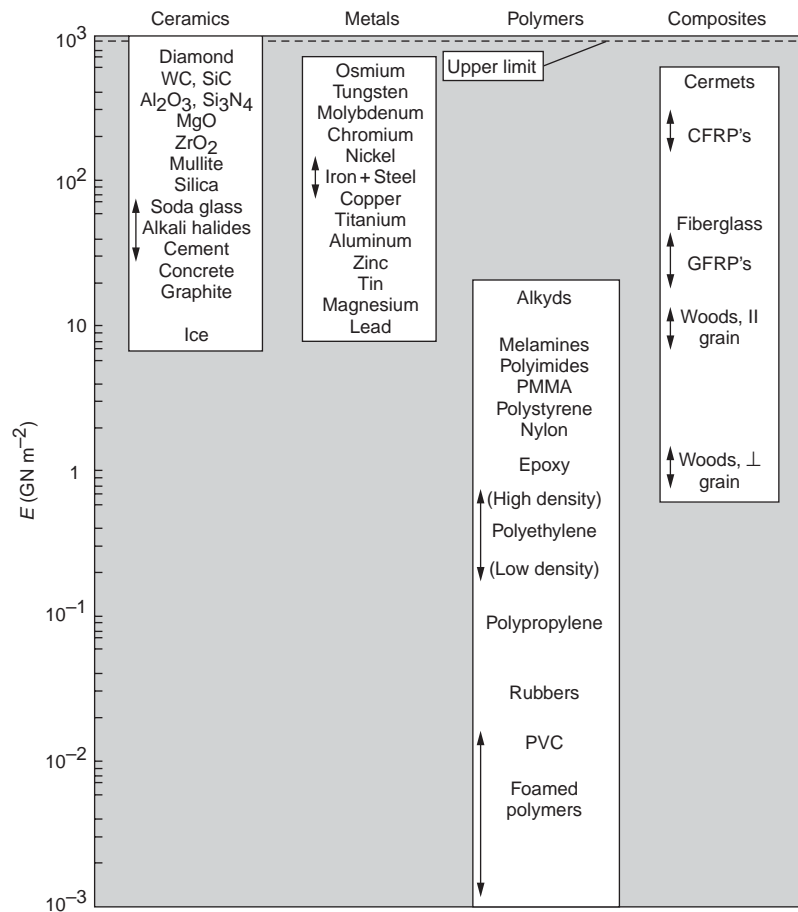 Ceramics
Metals
Polymers
Composites
10³
10²
10
1
10⁻¹
10⁻²
10⁻³
E (GN m⁻²)
Upper limit
Diamond
WC, SiC
Al₂O₃, Si₃N₄
MgO
ZrO₂
Mullite
Silica
Soda glass
Alkali halides
Cement
Concrete
Graphite
Ice
Osmium
Tungsten
Molybdenum
Chromium
Nickel
Iron + Steel
Copper
Titanium
Aluminum
Zinc
Tin
Magnesium
Lead
Alkyds
Melamines
Polyimides
PMMA
Polystyrene
Nylon
Epoxy
(High density)
Polyethylene
(Low density)
Polypropylene
Rubbers
PVC
Foamed
polymers
Cermets
CFRP's
Fiberglass
GFRP's
Woods, II
grain
Woods, ⊥
grain